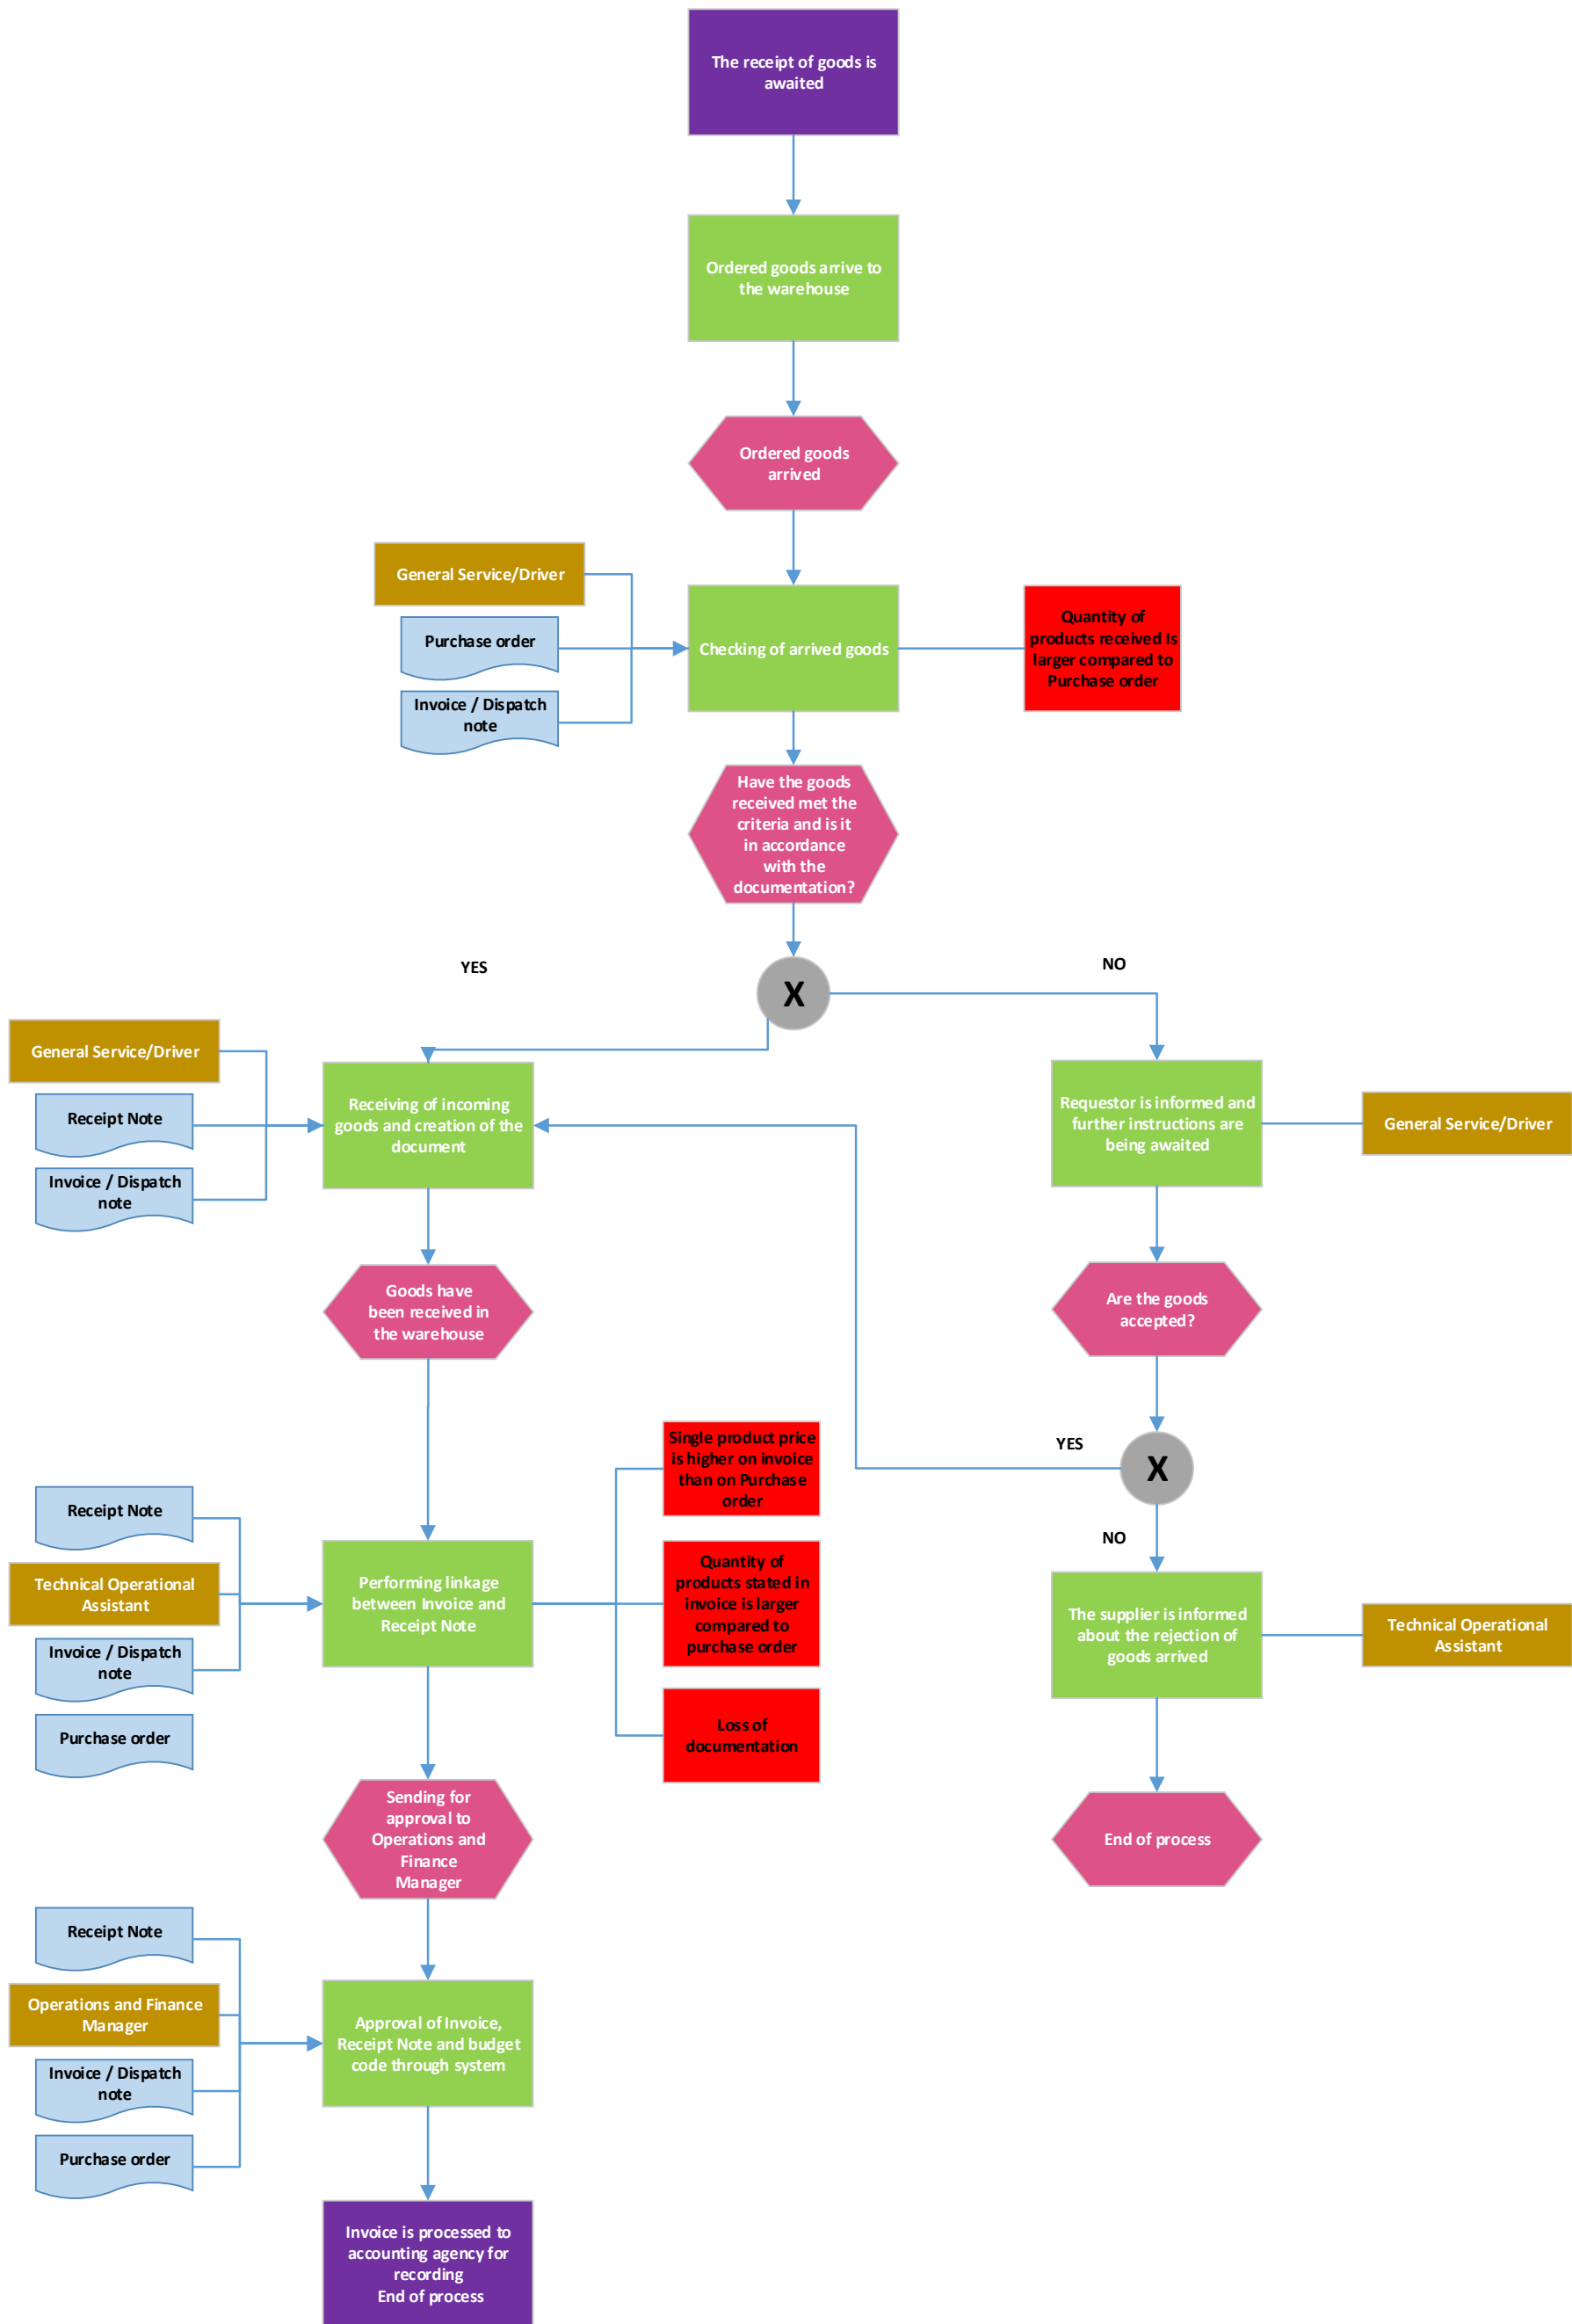 The receipt of goods is
awaited
Ordered goods arrive to
the warehouse
Ordered goods
arrived
General Service/Driver
Purchase order
Invoice / Dispatch
note
Checking of arrived goods
Quantity of
products received Is
larger compared to
Purchase order
Have the goods
received met the
criteria and is it
in accordance
with the
documentation?
YES
X
NO
General Service/Driver
Receipt Note
Invoice / Dispatch
note
Receiving of incoming
goods and creation of the
document
Requestor is informed and
further instructions are
being awaited
General Service/Driver
Goods have
been received in
the warehouse
Are the goods
accepted?
YES
X
NO
Single product price
is higher on invoice
than on Purchase
order
Receipt Note
Technical Operational
Assistant
Invoice / Dispatch
note
Purchase order
Performing linkage
between Invoice and
Receipt Note
Quantity of
products stated in
invoice is larger
compared to
purchase order
Loss of
documentation
The supplier is informed
about the rejection of
goods arrived
Technical Operational
Assistant
Sending for
approval to
Operations and
Finance
Manager
End of process
Receipt Note
Operations and Finance
Manager
Invoice / Dispatch
note
Purchase order
Approval of Invoice,
Receipt Note and budget
code through system
Invoice is processed to
accounting agency for
recording
End of process